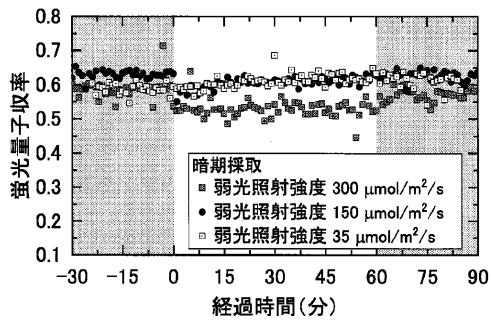 0.8
0.7
0.6
0.5
0.4
0.3
0.2
0.1
蛍光量子収率
暗期採取
弱光照射強度 300 μmol/m²/s
弱光照射強度 150 μmol/m²/s
弱光照射強度 35 μmol/m²/s
-30 -15 0 15 30 45 60 75 90
経過時間(分)